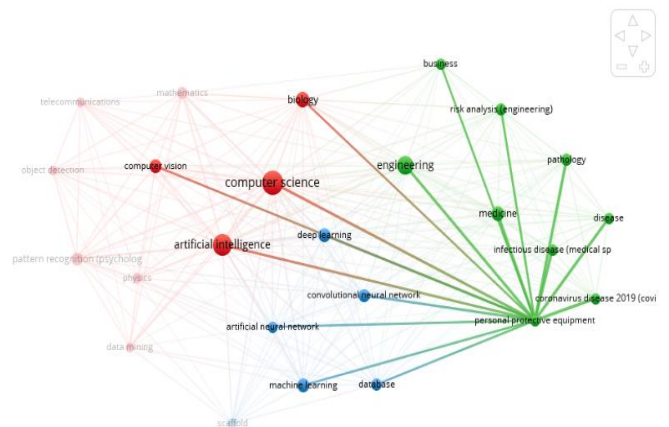 business
mathematics
biology
telecommunications
risk analysis (engineering)
pathology
computer vision
engineering
object detection
computer science
medicine
disease
deep learning
artificial intelligence
infectious disease (medical sp
pattern recognition (psycholog
physics
convolutional neural network
coronavirus disease 2019 (covi
artificial neural network
personal protective equipment
data mining
machine learning
database
scaffold